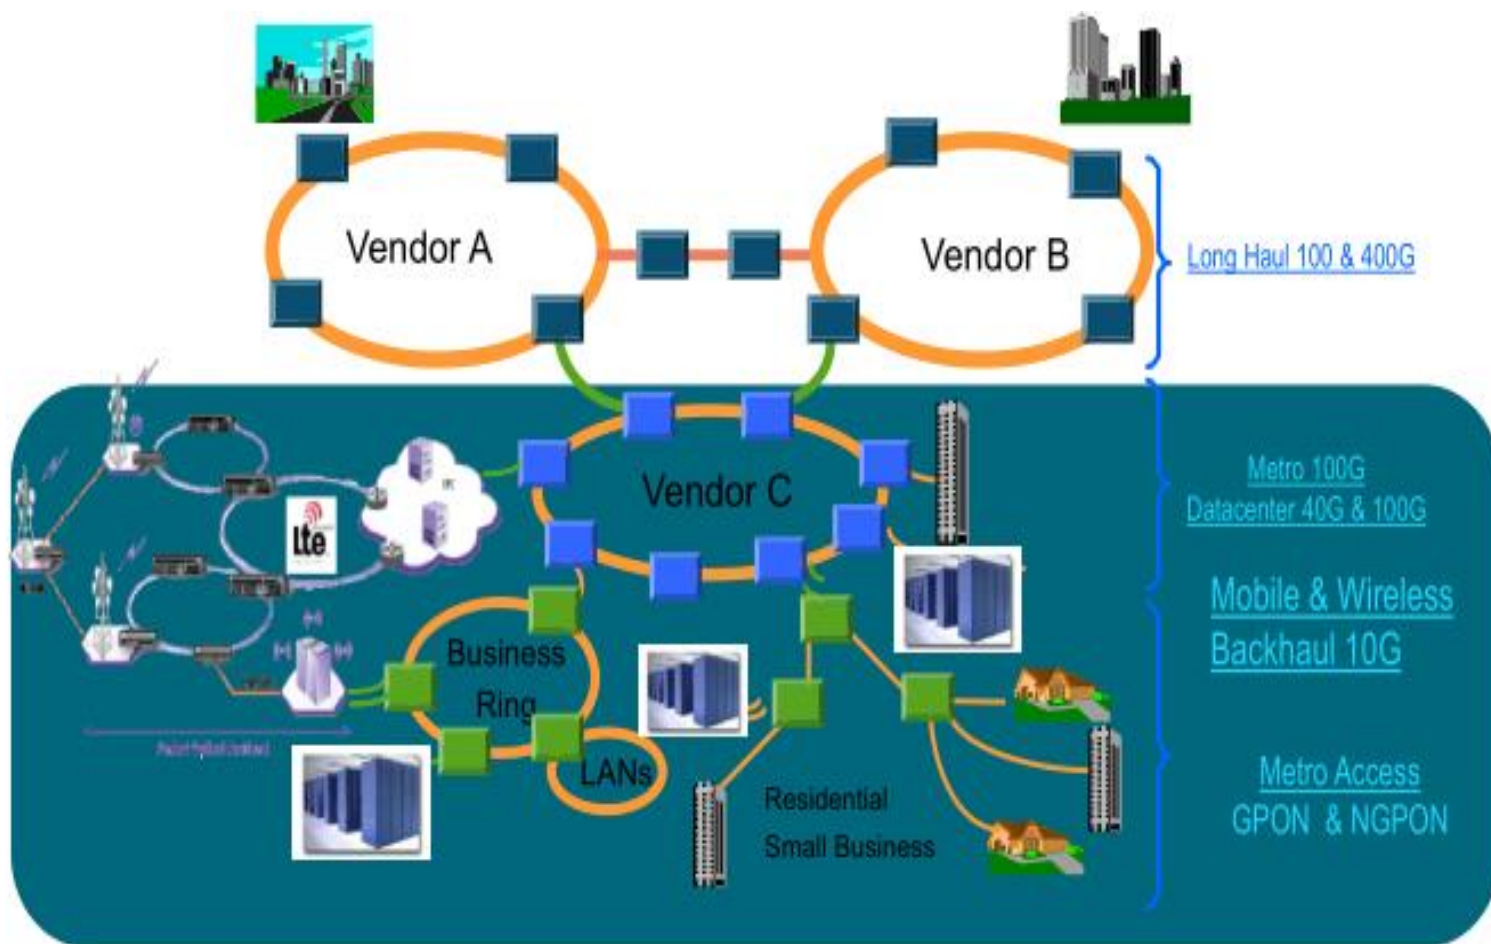 Vendor A
Vendor B
Long Haul 100 & 400G
Vendor C
Metro 100G
Datacenter 40G & 100G
Lte
Mobile & Wireless
Backhaul 10G
Business
Ring
LANs
Residential
Small Business
Metro Access
GPON & NGPON